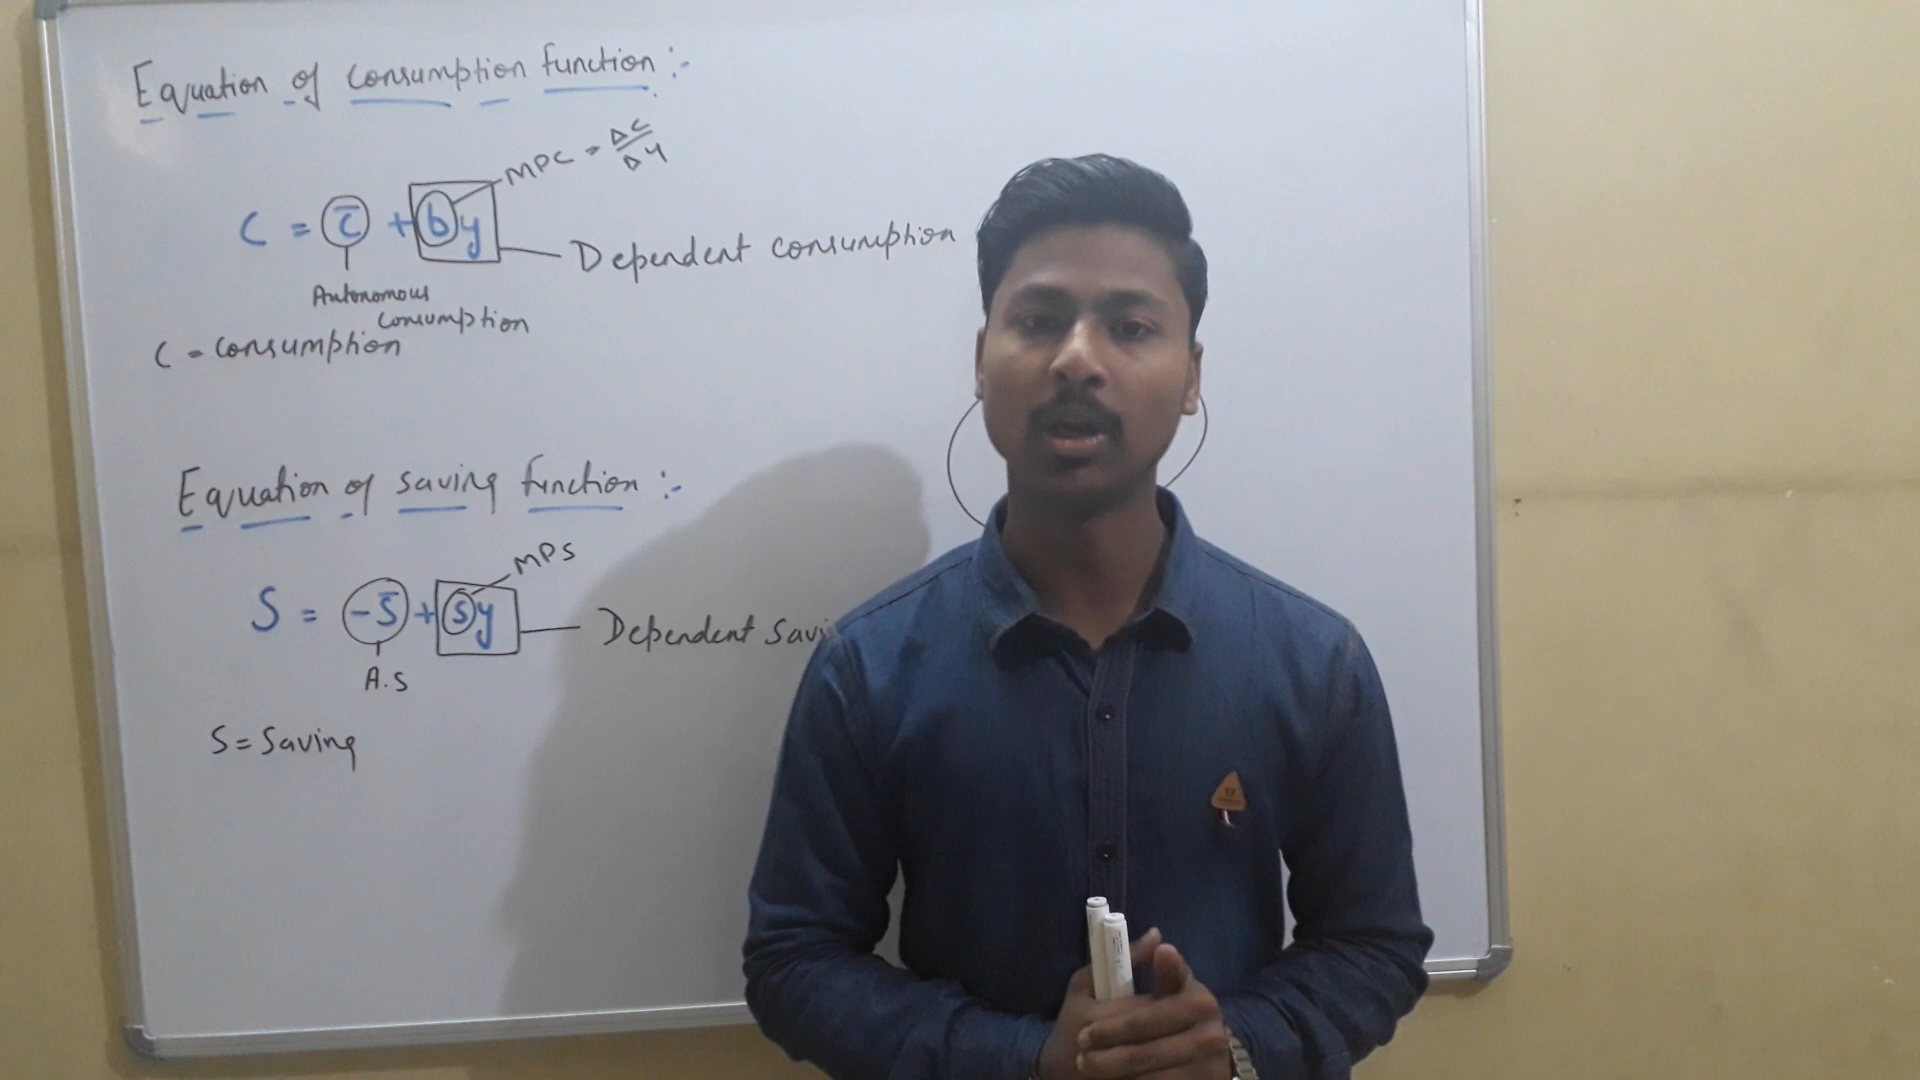 Equation of consumption function :-
MPC = ΔC/ΔY
C = c̄ + by
Dependent consumption
Autonomous
consumption
C = consumption
Equation of saving function :-
MPS
S = -s̄ + sy
Dependent Savi
A.S
S = Saving